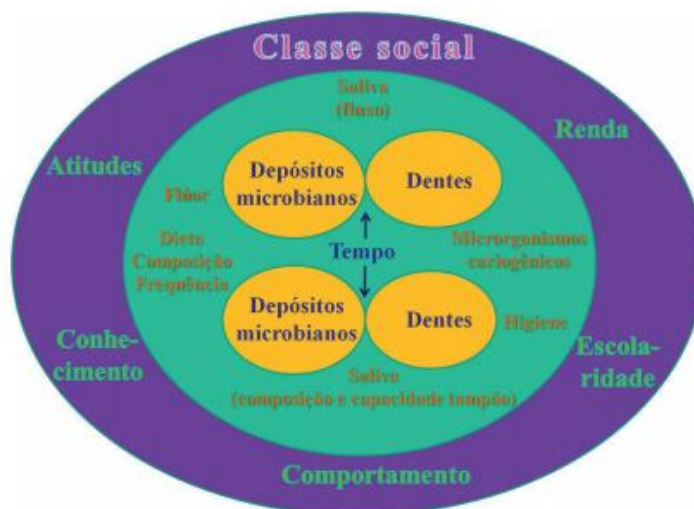 Classe social
Saliva
(fluxo)
Renda
Atitudes
Depósitos
microbianos
Dentes
Flúor
Dieta
Composição
Frequência
Tempo
Microrganismos
cariogênicos
Depósitos
microbianos
Dentes
Higiene
Conhe-
cimento
Escola-
ridade
Saliva
(composição e capacidade tampão)
Comportamento